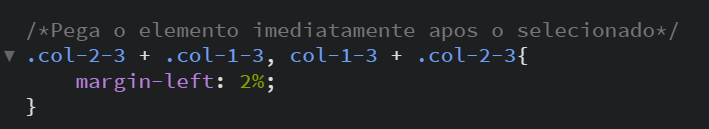 /*Pega o elemento imediatamente apos o selecionado*/
.col-2-3 + .col-1-3, col-1-3 + .col-2-3{
    margin-left: 2%;
}